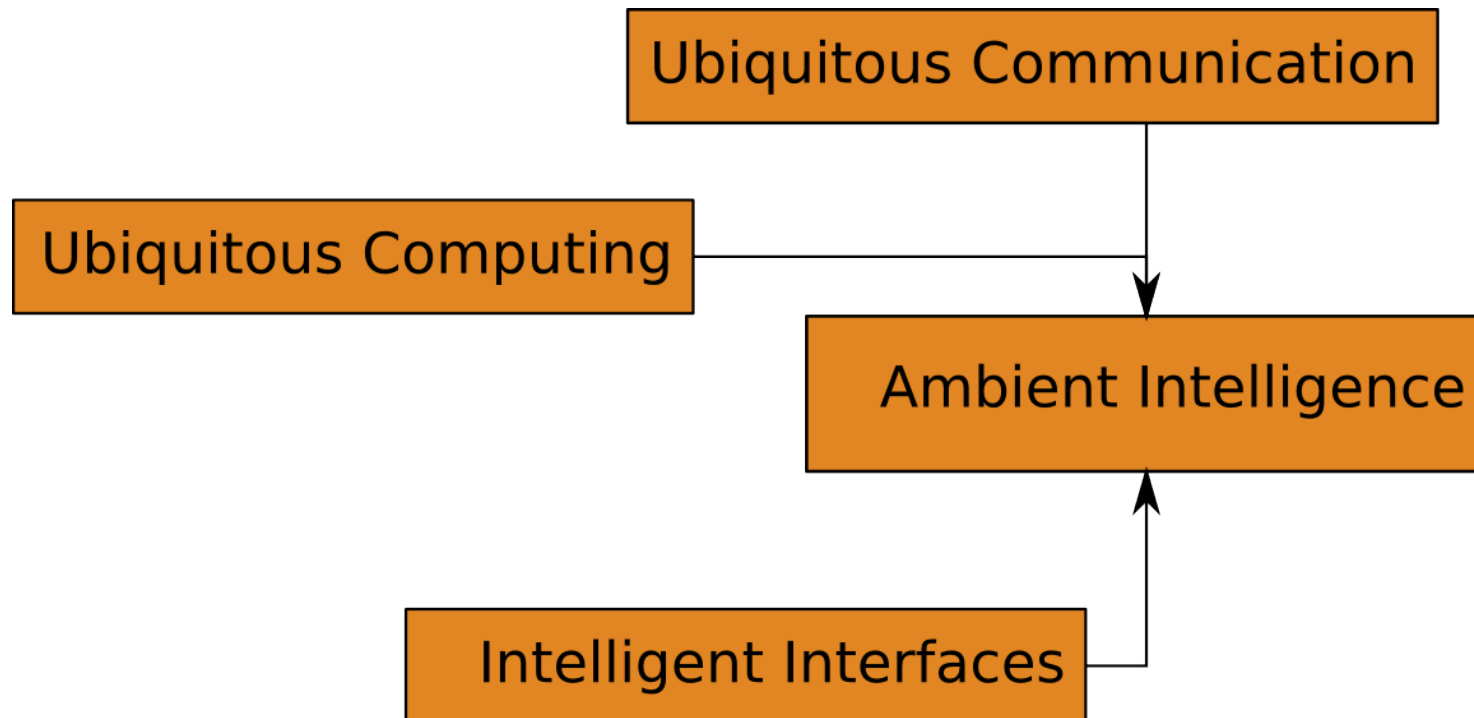 Ubiquitous Communication
Ubiquitous Computing
Ambient Intelligence
Intelligent Interfaces